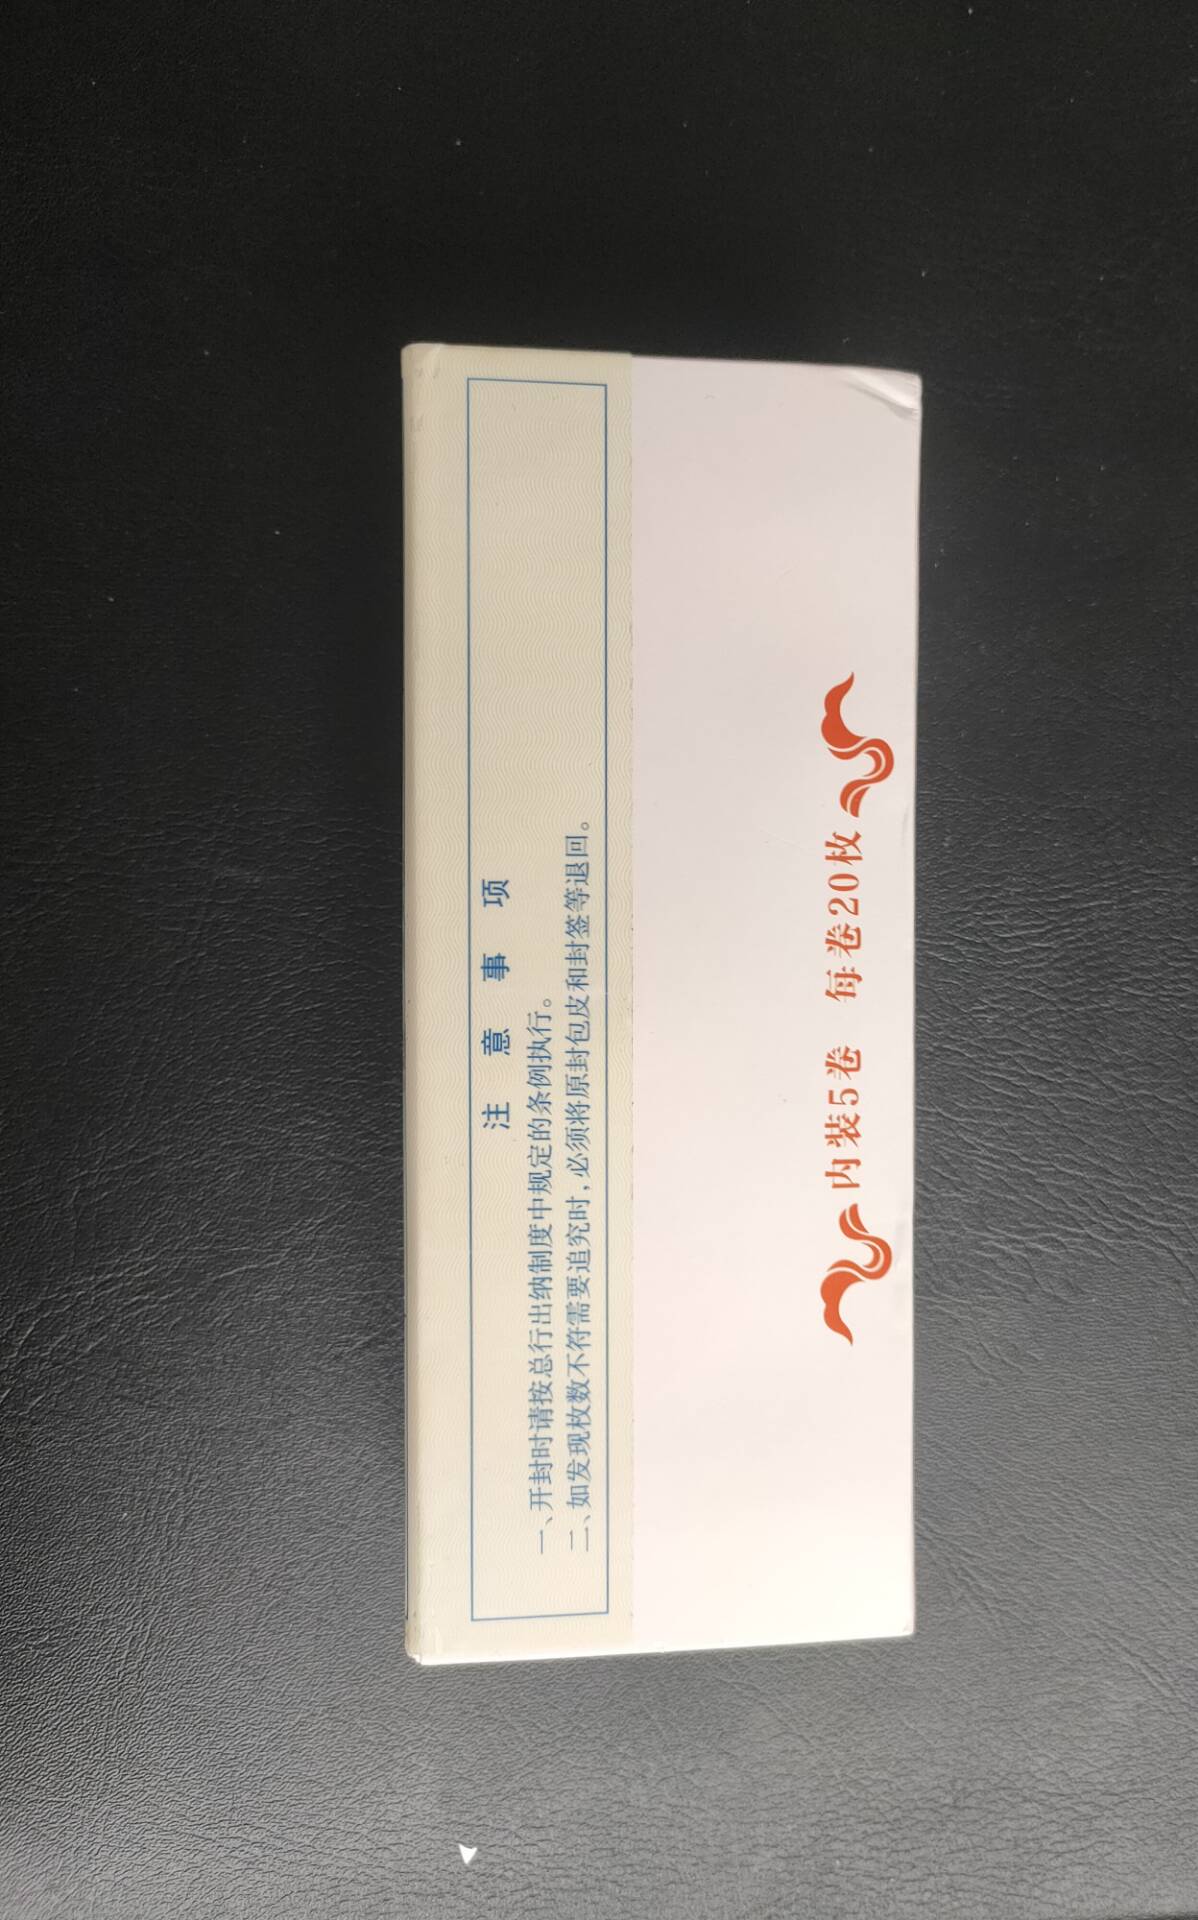 注意事项
一、开封时请按总行出纳制度中规定的条例执行。
二、如发现枚数不符需要追究时，必须将原封包皮和封签等退回。
内装5卷 每卷20枚